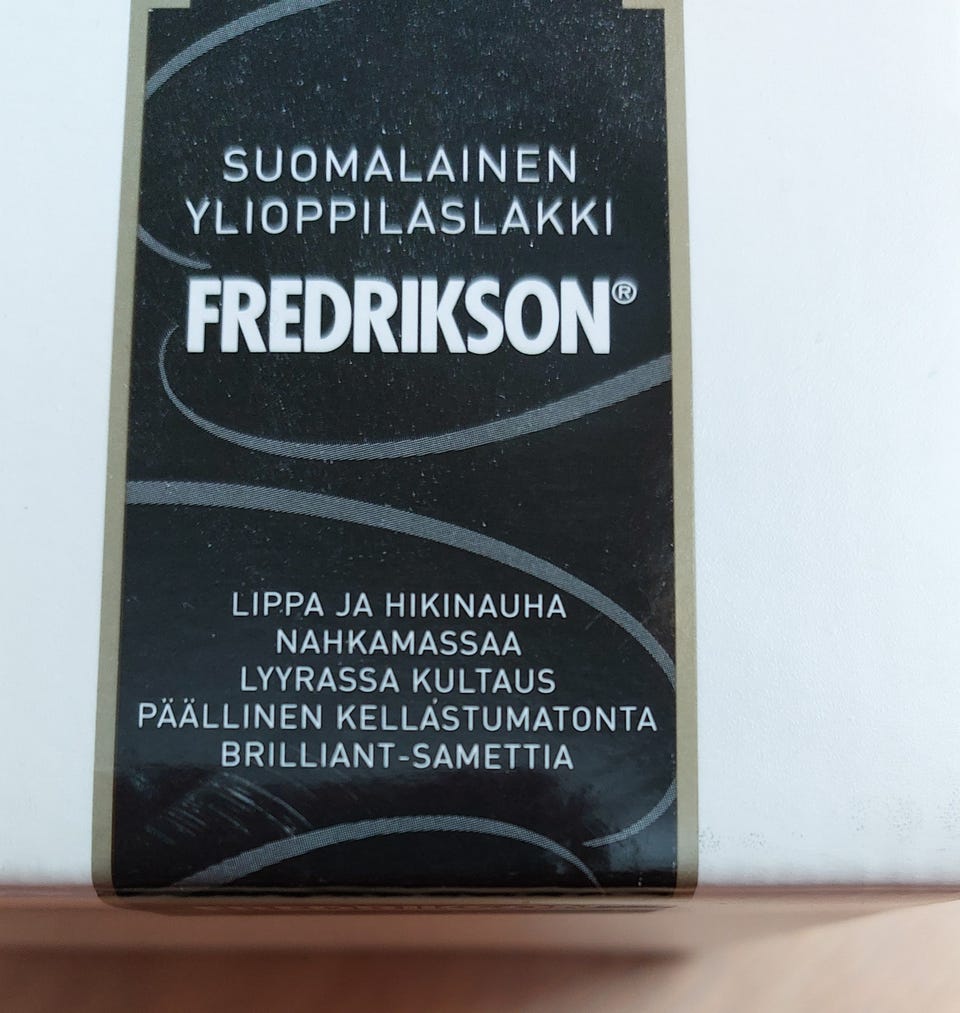 SUOMALAINEN
YLIOPPILASLAKKI
FREDRIKSON®
LIPPA JA HIKINAUHA
NAHKAMASSAA
LYYRASSA KULTAUS
PÄÄLLINEN KELLASTUMATONTA
BRILLIANT-SAMETTIA